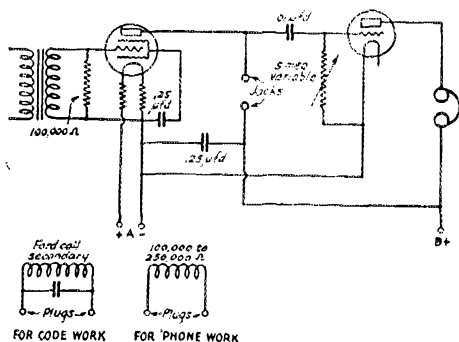 .01 µfd
5 meg.
variable
Jacks
.25
µfd
100,000 Ω
.25 µfd
+ A -
B+
Ford coil
secondary
100,000 to
250,000 Ω
Plugs
Plugs
FOR CODE WORK
FOR 'PHONE WORK